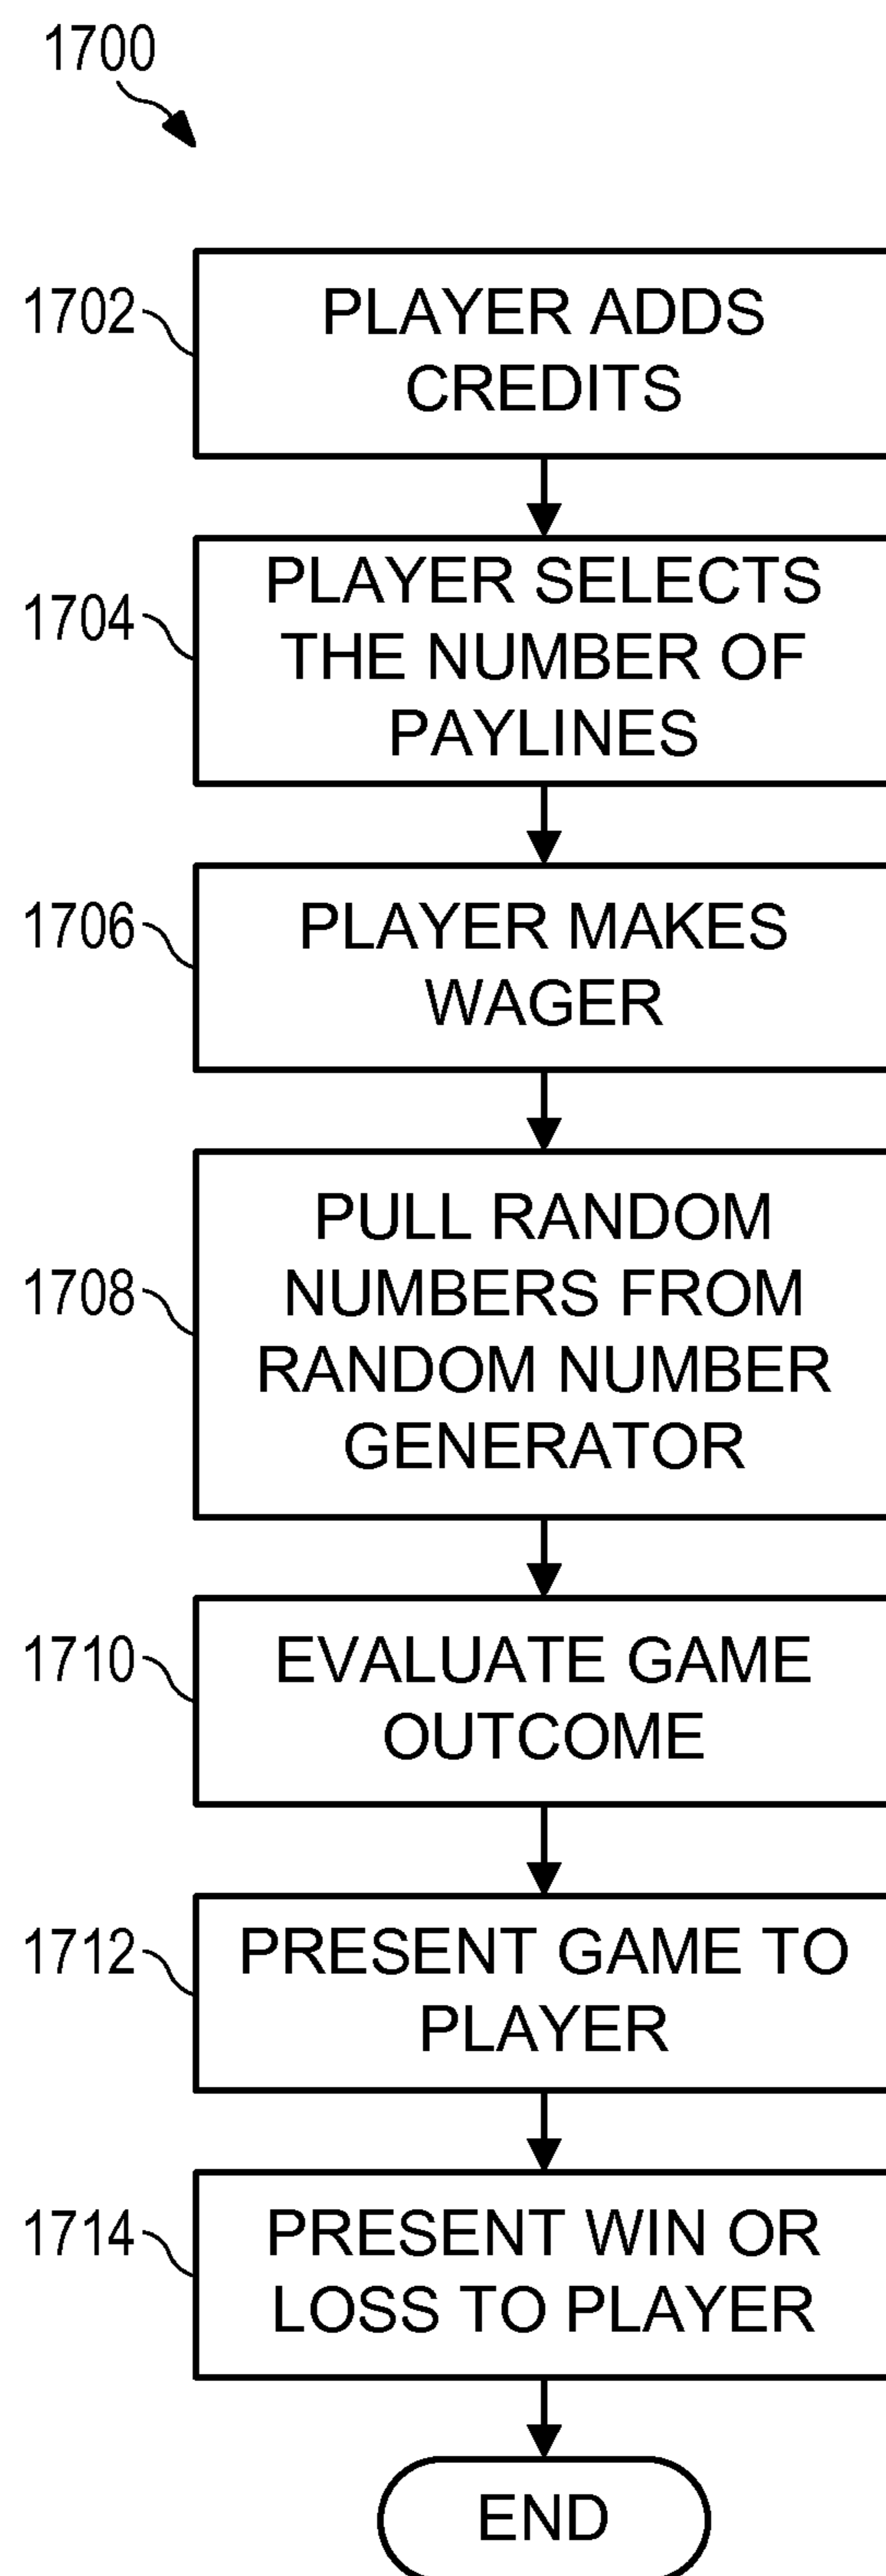 1700
1702
PLAYER ADDS
CREDITS
1704
PLAYER SELECTS
THE NUMBER OF
PAYLINES
1706
PLAYER MAKES
WAGER
1708
PULL RANDOM
NUMBERS FROM
RANDOM NUMBER
GENERATOR
1710
EVALUATE GAME
OUTCOME
1712
PRESENT GAME TO
PLAYER
1714
PRESENT WIN OR
LOSS TO PLAYER
END